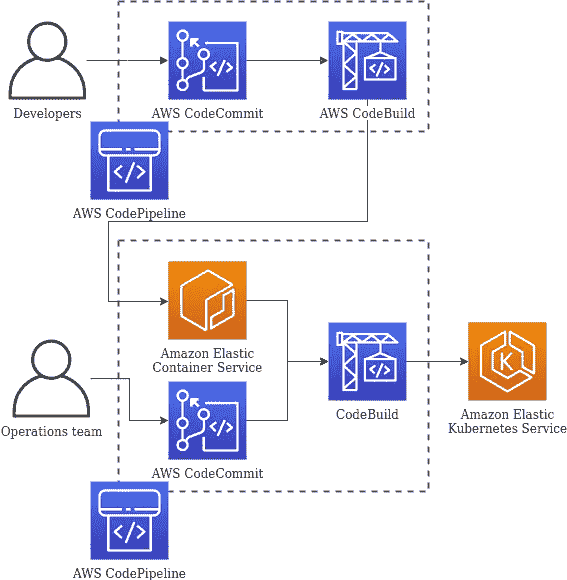 Developers
AWS CodeCommit
AWS CodeBuild
AWS CodePipeline
Amazon Elastic
Container Service
Operations team
CodeBuild
Amazon Elastic
Kubernetes Service
AWS CodeCommit
AWS CodePipeline